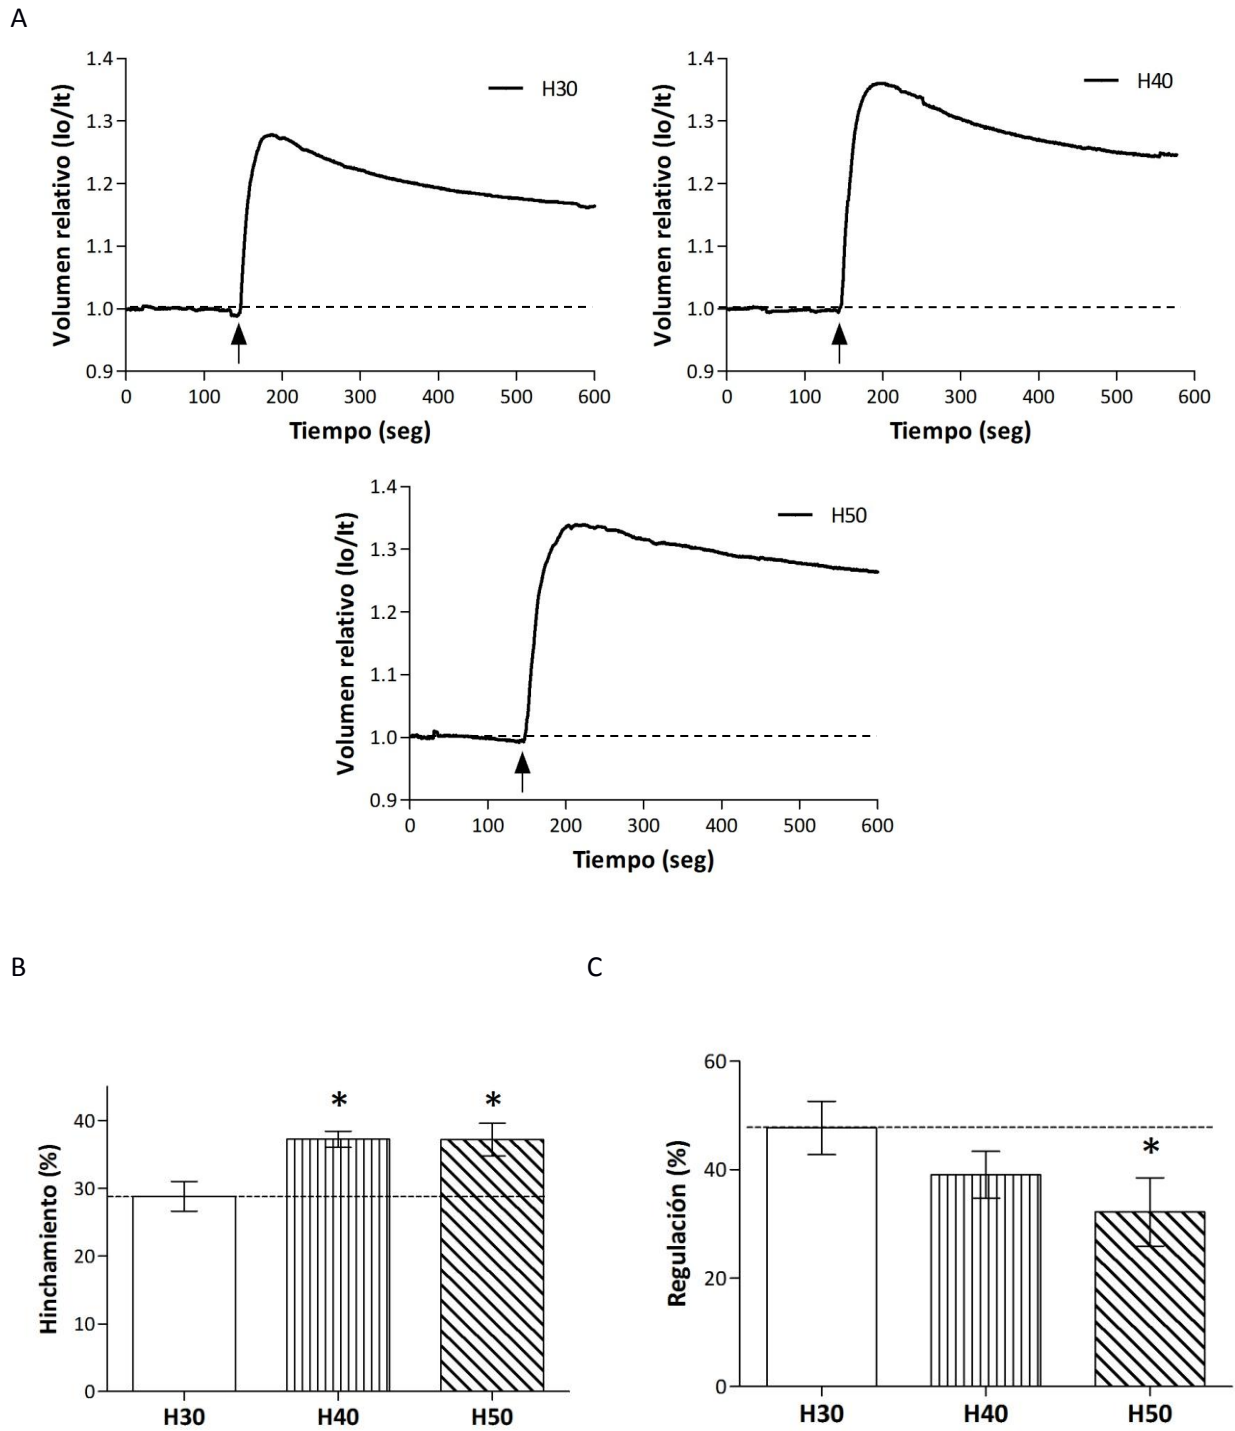 A
H30
Volumen relativo (Io/It)
1.4
1.3
1.2
1.1
1.0
0.9
0 100 200 300 400 500 600
Tiempo (seg)
H40
Volumen relativo (Io/It)
1.4
1.3
1.2
1.1
1.0
0.9
0 100 200 300 400 500 600
Tiempo (seg)
H50
Volumen relativo (Io/It)
1.4
1.3
1.2
1.1
1.0
0.9
0 100 200 300 400 500 600
Tiempo (seg)
B
Hinchamiento (%)
40
30
20
10
0
* *
H30 H40 H50
C
Regulación (%)
60
40
20
0
*
H30 H40 H50